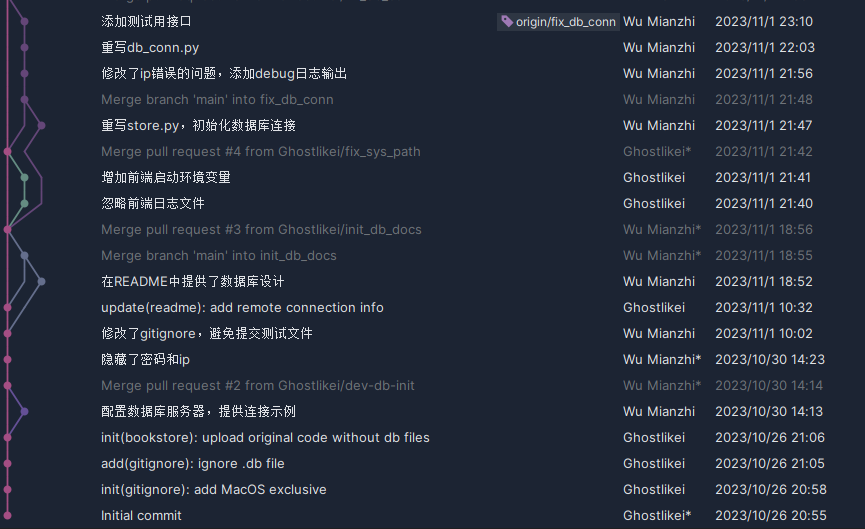 添加测试用接口 origin/fix_db_conn Wu Mianzhi 2023/11/1 23:10
重写db_conn.py Wu Mianzhi 2023/11/1 22:03
修改了ip错误的问题，添加debug日志输出 Wu Mianzhi 2023/11/1 21:56
Merge branch 'main' into fix_db_conn Wu Mianzhi 2023/11/1 21:48
重写store.py，初始化数据库连接 Wu Mianzhi 2023/11/1 21:47
Merge pull request #4 from Ghostlikei/fix_sys_path Ghostlikei* 2023/11/1 21:42
增加前端启动环境变量 Ghostlikei 2023/11/1 21:41
忽略前端日志文件 Ghostlikei 2023/11/1 21:40
Merge pull request #3 from Ghostlikei/init_db_docs Wu Mianzhi* 2023/11/1 18:56
Merge branch 'main' into init_db_docs Wu Mianzhi* 2023/11/1 18:55
在README中提供了数据库设计 Wu Mianzhi 2023/11/1 18:52
update(readme): add remote connection info Ghostlikei 2023/11/1 10:32
修改了gitignore，避免提交测试文件 Wu Mianzhi 2023/11/1 10:02
隐藏了密码和ip Wu Mianzhi* 2023/10/30 14:23
Merge pull request #2 from Ghostlikei/dev-db-init Wu Mianzhi* 2023/10/30 14:14
配置数据库服务器，提供连接示例 Wu Mianzhi 2023/10/30 14:13
init(bookstore): upload original code without db files Ghostlikei 2023/10/26 21:06
add(gitignore): ignore .db file Ghostlikei 2023/10/26 21:05
init(gitignore): add MacOS exclusive Ghostlikei 2023/10/26 20:58
Initial commit Ghostlikei* 2023/10/26 20:55